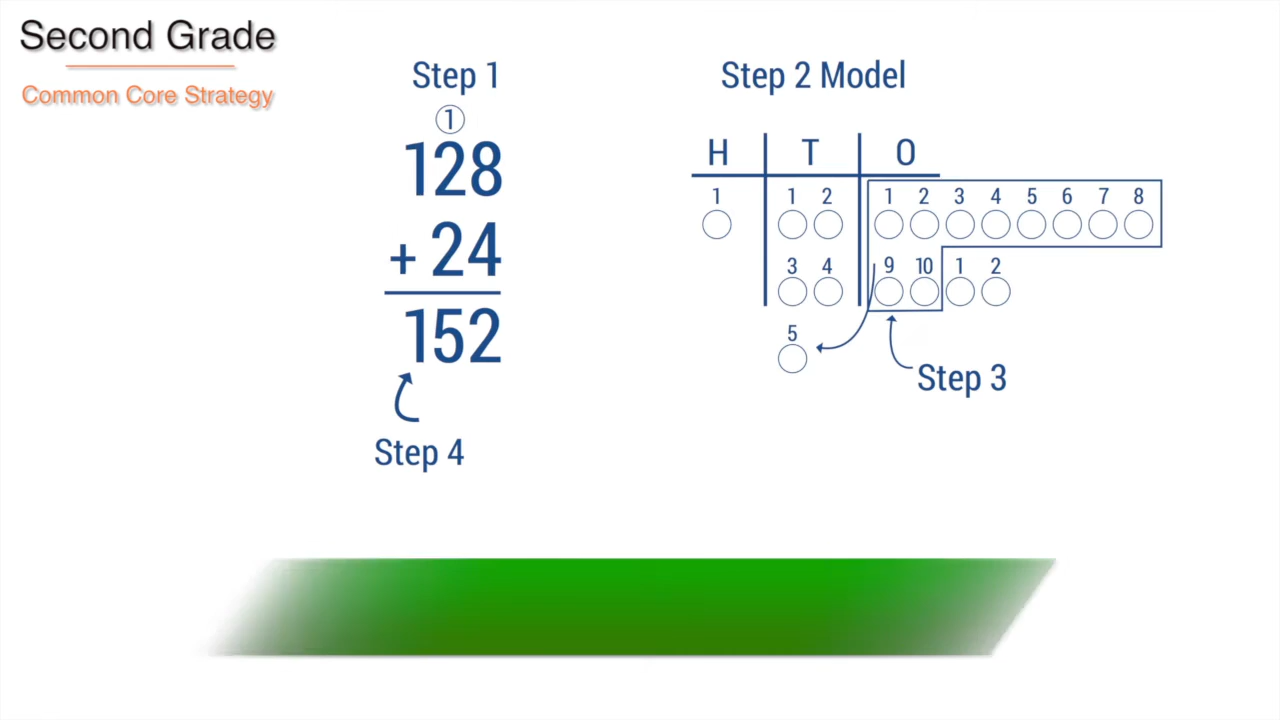 Second Grade
Common Core Strategy
Step 1
①
128
+ 24
152
Step 4
Step 2 Model
H T O
1 1 2 1 2 3 4 5 6 7 8
3 4 9 10 1 2
5
Step 3